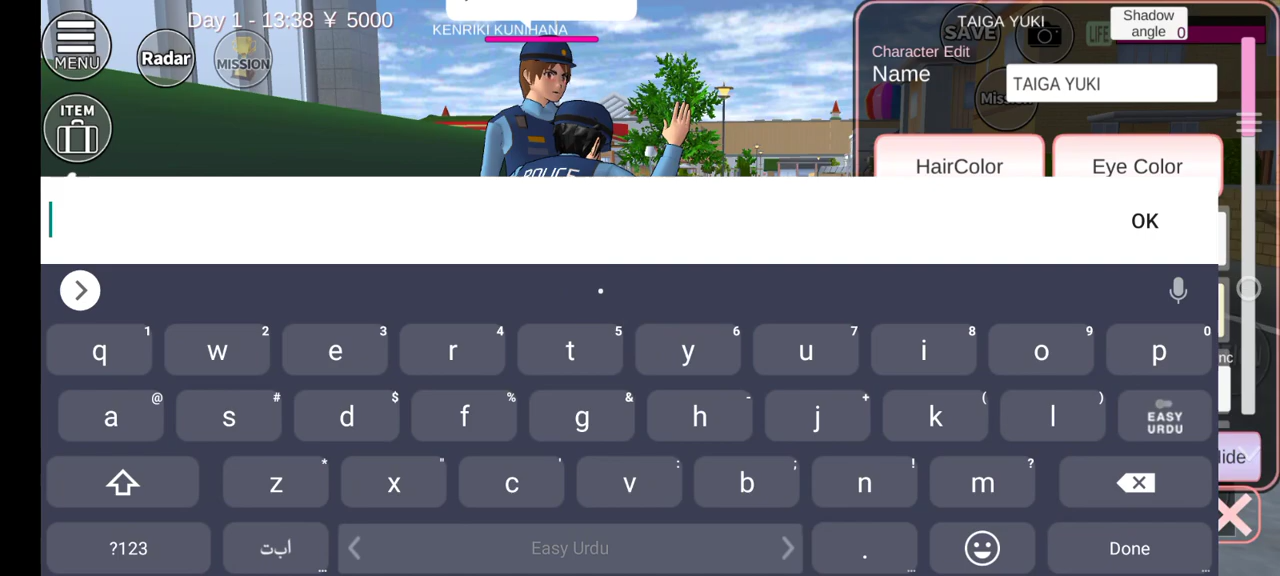 Day 1 - 13:38 ¥ 5000
KENRIKI KUNIHANA
TAIGA YUKI
Shadow
angle 0
MENU
Radar
MISSION
SAVE
LIFE
Character Edit
Name
TAIGA YUKI
ITEM
HairColor
Eye Color
POLICE
OK
q 1 w 2 e 3 r 4 t 5 y 6 u 7 i 8 o 9 p 0
a @ s # d $ f % g & h - j + k ( l )
EASY
URDU
z * x " c ' v : b ; n ! m ?
?123
ا ب ت
Easy Urdu
.
Done